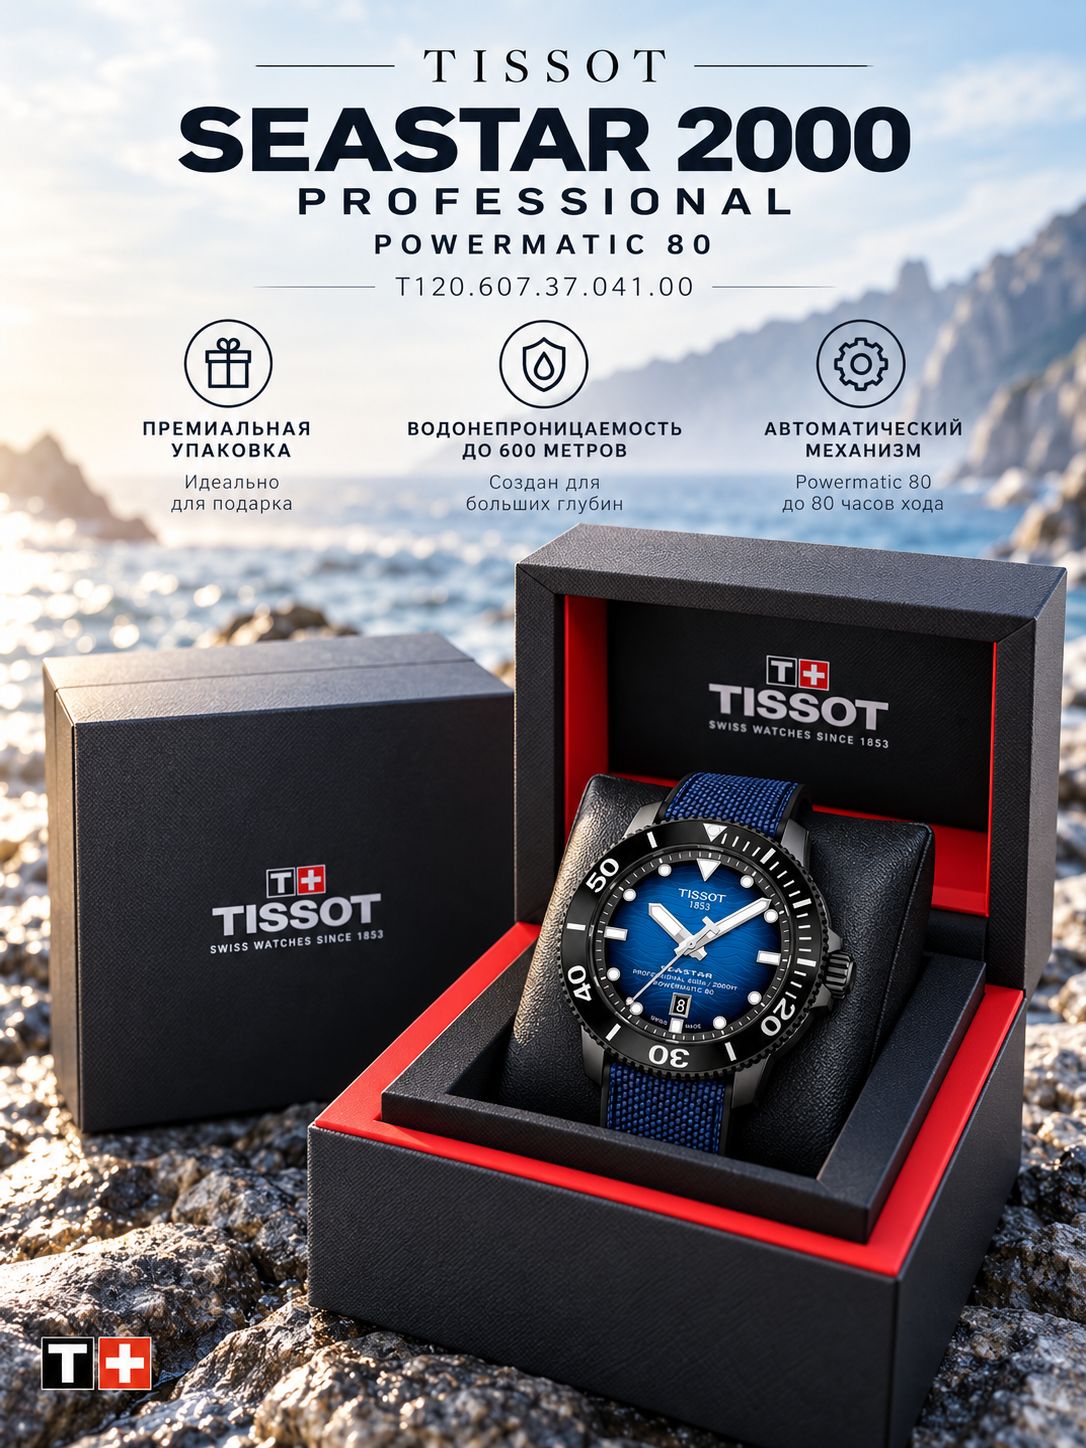 TISSOT
SEASTAR 2000
PROFESSIONAL
POWERMATIC 80
T120.607.37.041.00
ПРЕМИАЛЬНАЯ
УПАКОВКА
Идеально
для подарка
ВОДОНЕПРОНИЦАЕМОСТЬ
ДО 600 МЕТРОВ
Создан для
больших глубин
АВТОМАТИЧЕСКИЙ
МЕХАНИЗМ
Powermatic 80
до 80 часов хода
T+
TISSOT
SWISS WATCHES SINCE 1853
T+
TISSOT
SWISS WATCHES SINCE 1853
50
40
30
20
TISSOT
1853
SEASTAR
PROFESSIONAL
POWERMATIC 80
8
T+